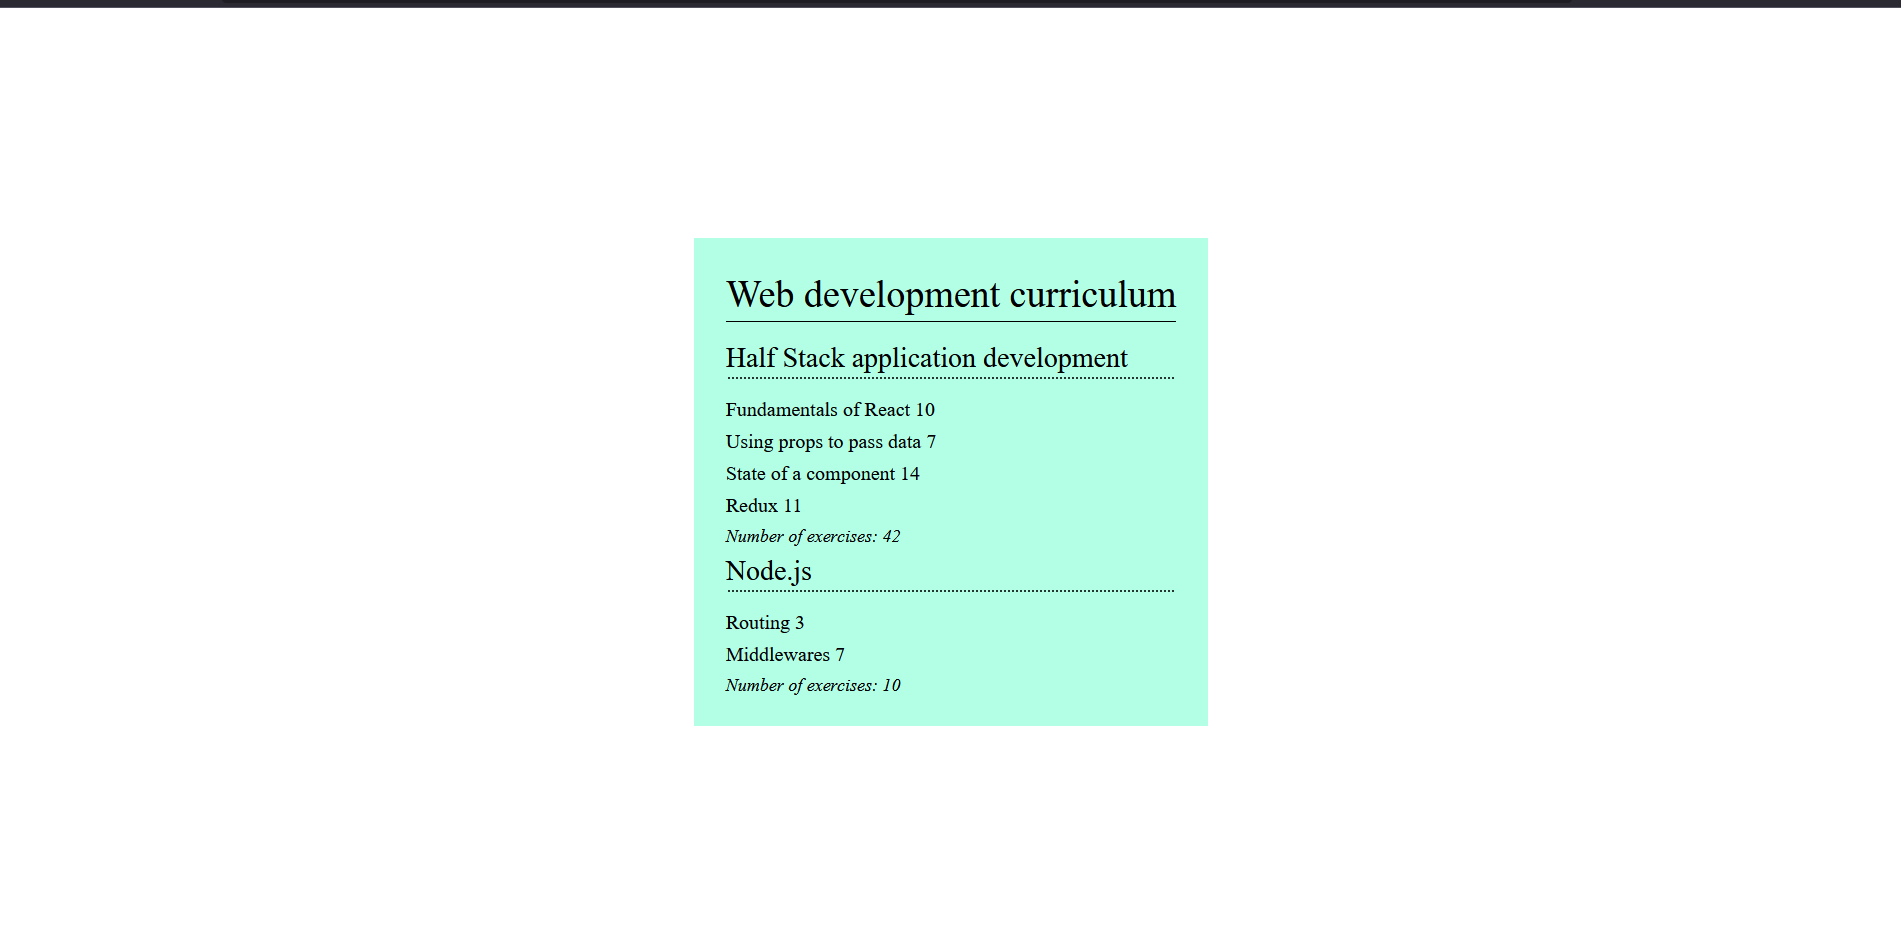 Web development curriculum
Half Stack application development
Fundamentals of React 10
Using props to pass data 7
State of a component 14
Redux 11
Number of exercises: 42
Node.js
Routing 3
Middlewares 7
Number of exercises: 10